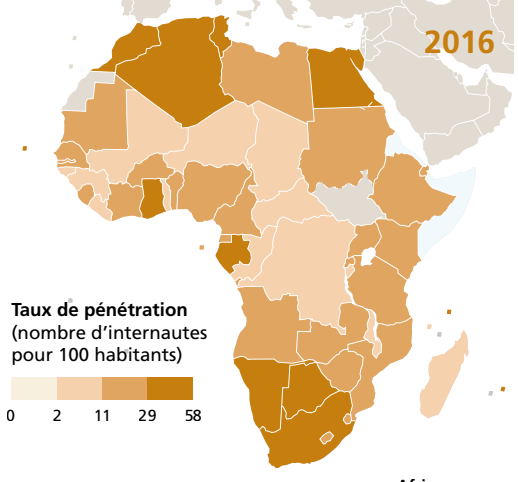 2016
Taux de pénétration
(nombre d'internautes
pour 100 habitants)
0 2 11 29 58